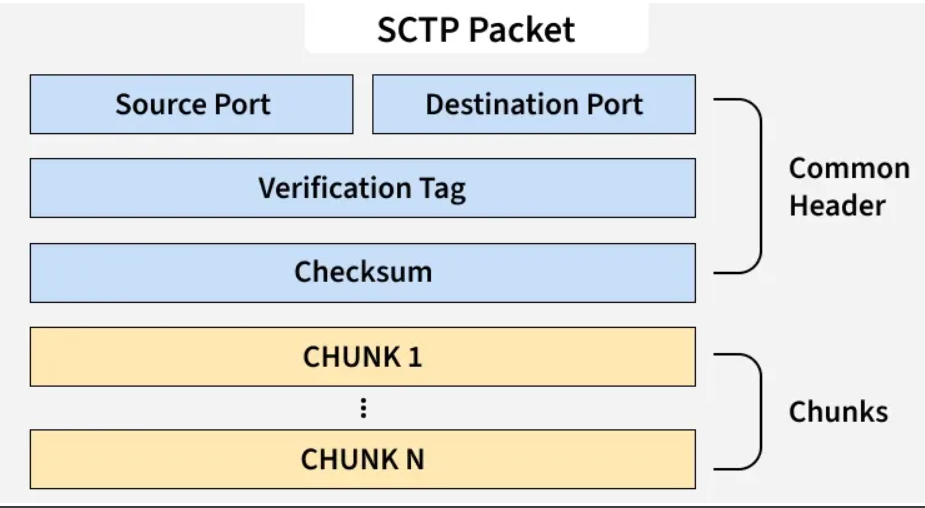 SCTP Packet
Source Port
Destination Port
Verification Tag
Checksum
Common
Header
CHUNK 1
CHUNK N
Chunks